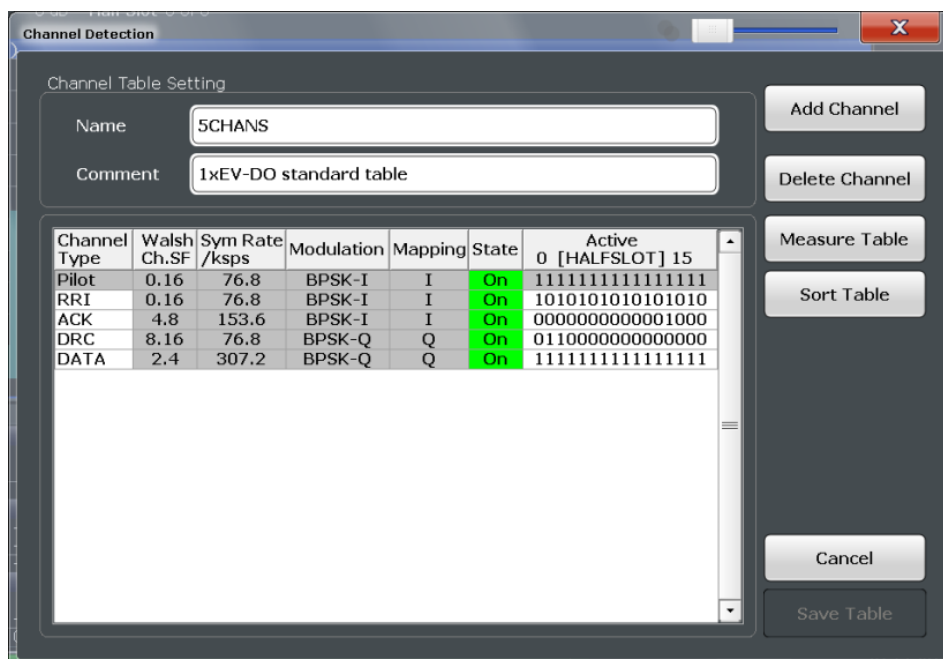 Channel Detection
X
Channel Table Setting
Name 5CHANS
Comment 1xEV-DO standard table
Add Channel
Delete Channel
Measure Table
Sort Table
Channel Type Walsh Ch.SF Sym Rate /ksps Modulation Mapping State Active 0 [HALFSLOT] 15
Pilot 0.16 76.8 BPSK-I I On 1111111111111111
RRI 0.16 76.8 BPSK-I I On 1010101010101010
ACK 4.8 153.6 BPSK-I I On 0000000000001000
DRC 8.16 76.8 BPSK-Q Q On 0110000000000000
DATA 2.4 307.2 BPSK-Q Q On 1111111111111111
Cancel
Save Table